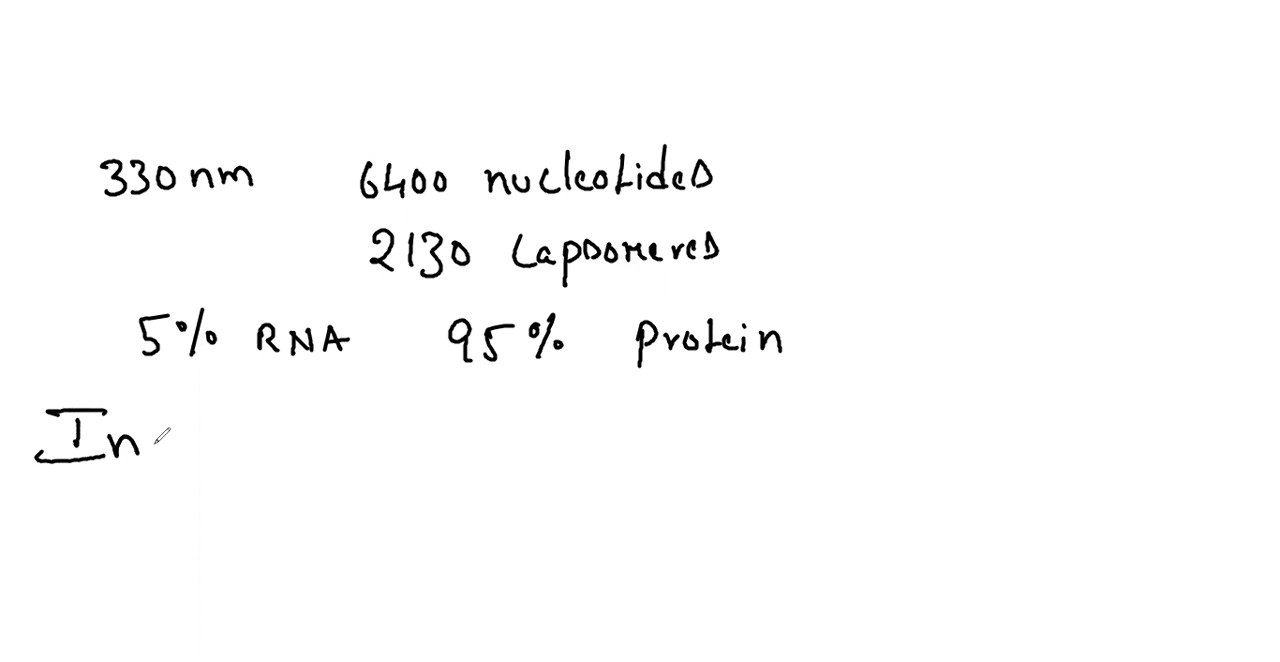 330 nm 6400 nucleotides
2130 Capsomeres
5% RNA 95% Protein
In